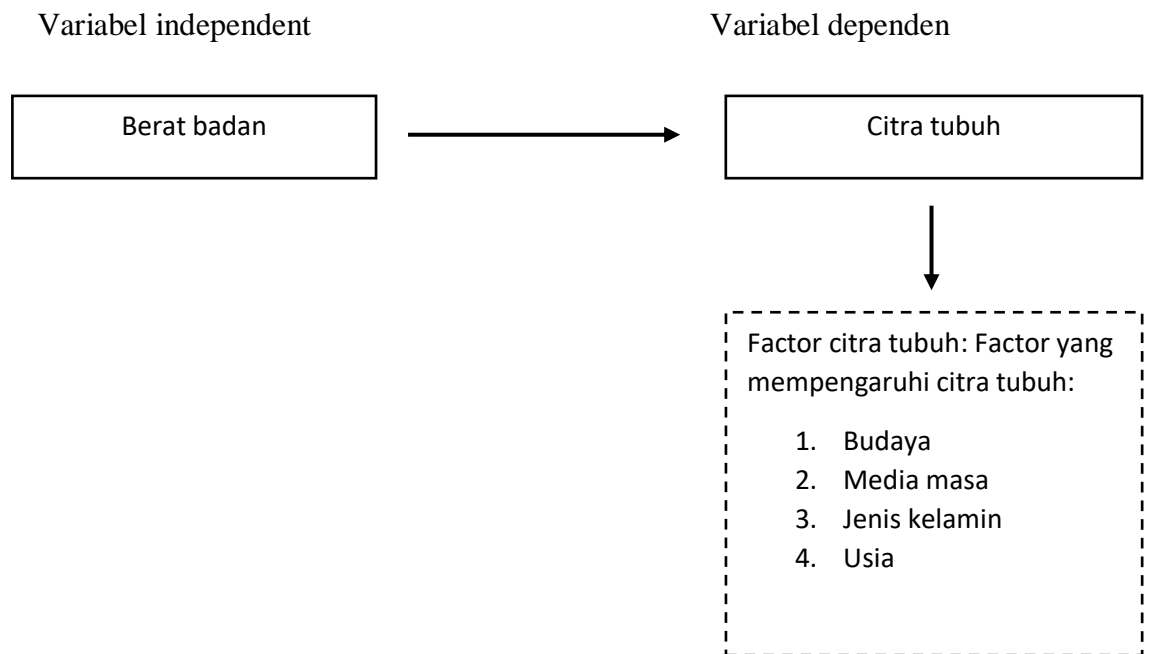 Variabel independent
Variabel dependen
Berat badan
Citra tubuh
Factor citra tubuh: Factor yang
mempengaruhi citra tubuh:
1. Budaya
2. Media masa
3. Jenis kelamin
4. Usia